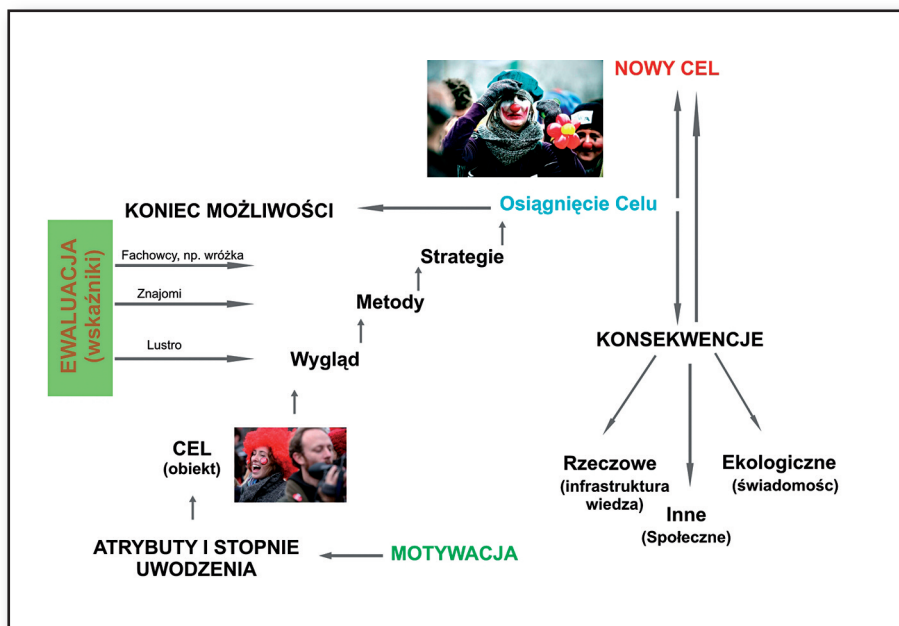 NOWY CEL
KONIEC MOŻLIWOŚCI
Osiągnięcie Celu
EWALUACJA
(wskaźniki)
Fachowcy, np. wróżka
Znajomi
Lustro
Strategie
Metody
Wygląd
KONSEKWENCJE
CEL
(obiekt)
Rzeczowe
(infrastruktura
wiedza)
Inne
(Społeczne)
Ekologiczne
(świadomośc)
ATRYBUTY I STOPNIE
UWODZENIA
MOTYWACJA